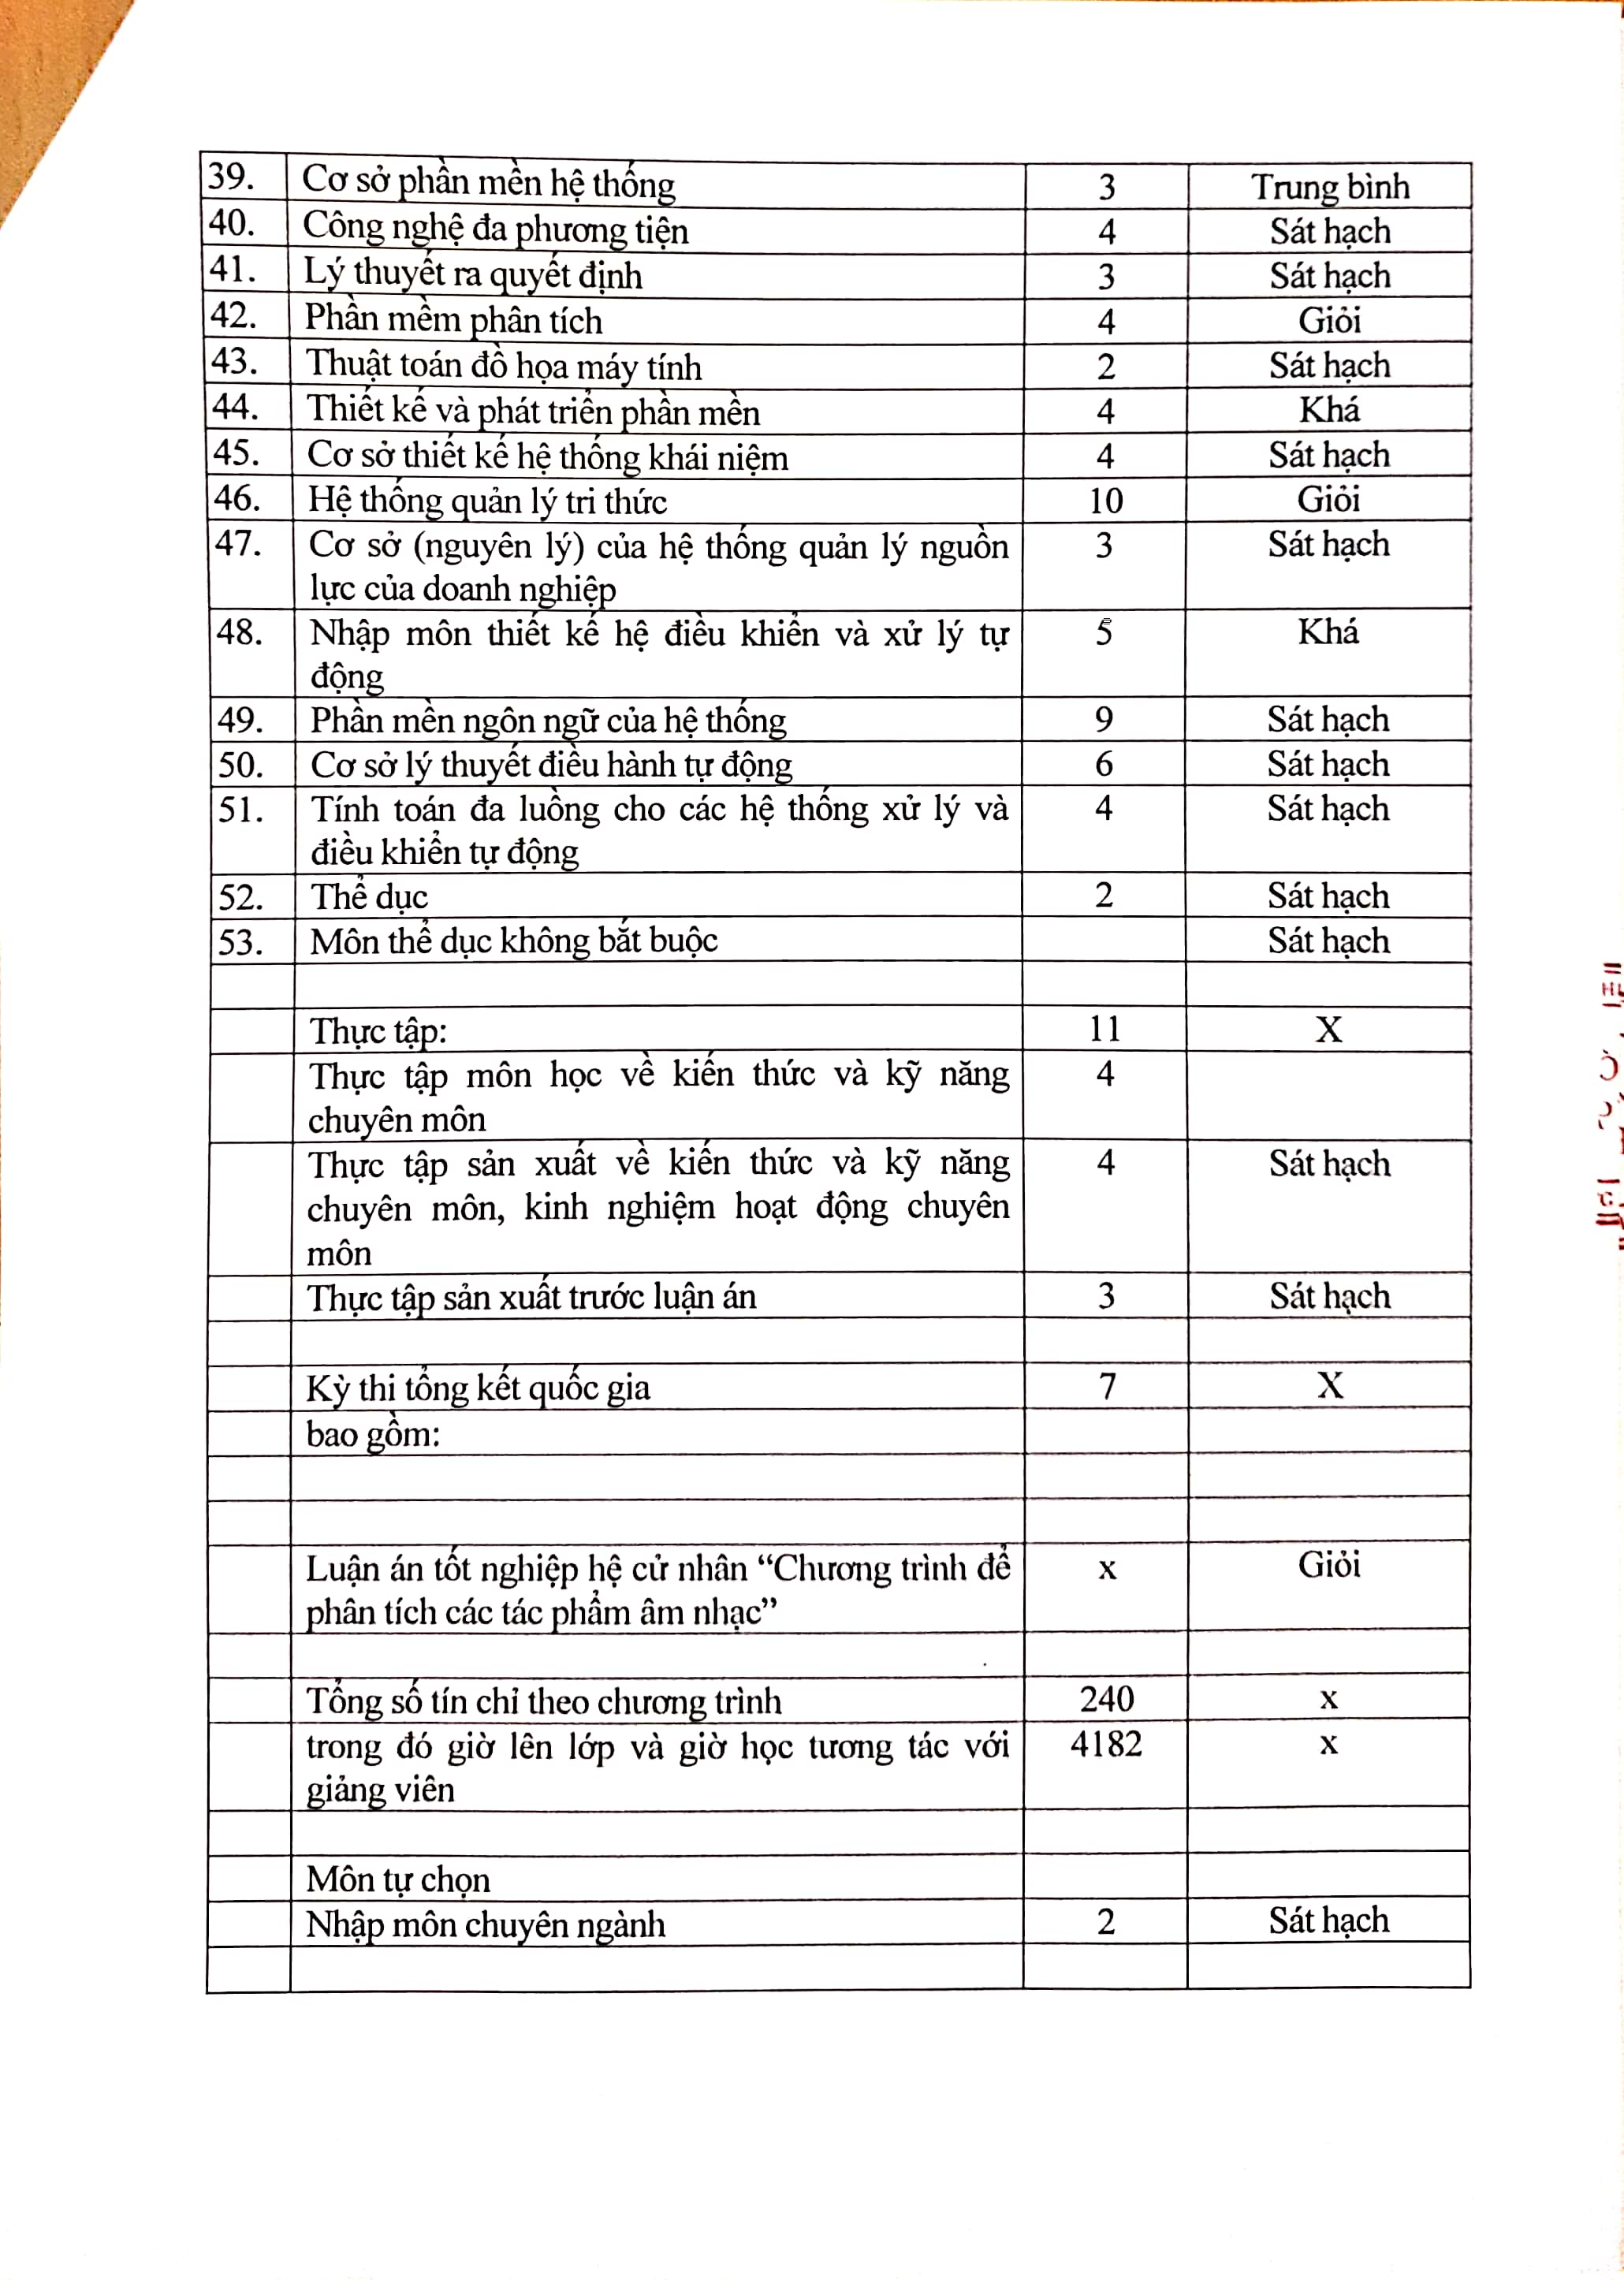 39. Cơ sở phần mền hệ thống 3 Trung bình
40. Công nghệ đa phương tiện 4 Sát hạch
41. Lý thuyết ra quyết định 3 Sát hạch
42. Phần mềm phân tích 4 Giỏi
43. Thuật toán đồ họa máy tính 2 Sát hạch
44. Thiết kế và phát triển phần mền 4 Khá
45. Cơ sở thiết kế hệ thống khái niệm 4 Sát hạch
46. Hệ thống quản lý tri thức 10 Giỏi
47. Cơ sở (nguyên lý) của hệ thống quản lý nguồn 3 Sát hạch
lực của doanh nghiệp
48. Nhập môn thiết kế hệ điều khiển và xử lý tự 5 Khá
động
49. Phần mền ngôn ngữ của hệ thống 9 Sát hạch
50. Cơ sở lý thuyết điều hành tự động 6 Sát hạch
51. Tính toán đa luồng cho các hệ thống xử lý và 4 Sát hạch
điều khiển tự động
52. Thể dục 2 Sát hạch
53. Môn thể dục không bắt buộc Sát hạch
Thực tập: 11 X
Thực tập môn học về kiến thức và kỹ năng 4
chuyên môn
Thực tập sản xuất về kiến thức và kỹ năng 4 Sát hạch
chuyên môn, kinh nghiệm hoạt động chuyên
môn
Thực tập sản xuất trước luận án 3 Sát hạch
Kỳ thi tổng kết quốc gia 7 X
bao gồm:
Luận án tốt nghiệp hệ cử nhân “Chương trình để x Giỏi
phân tích các tác phẩm âm nhạc”
Tổng số tín chỉ theo chương trình 240 x
trong đó giờ lên lớp và giờ học tương tác với 4182 x
giảng viên
Môn tự chọn
Nhập môn chuyên ngành 2 Sát hạch